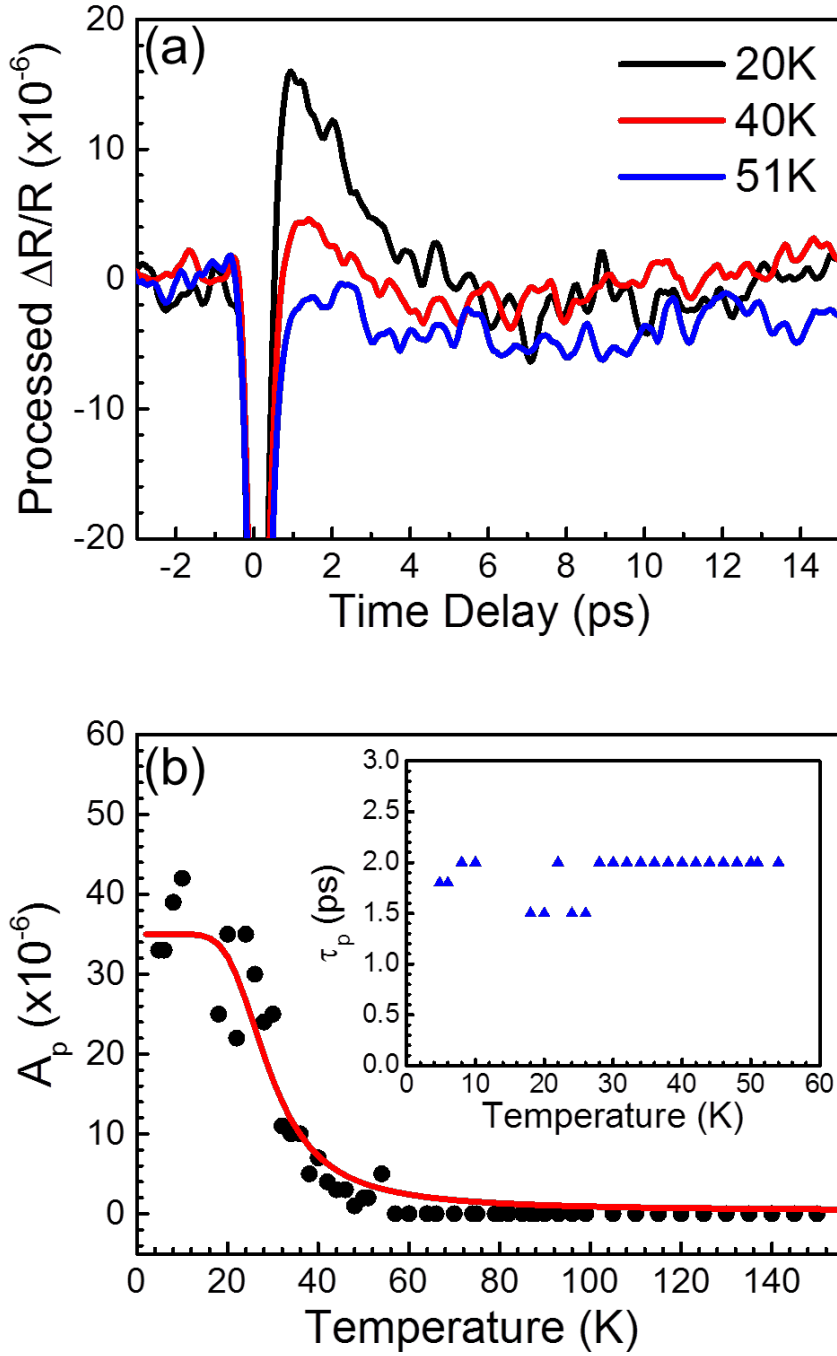 (a)
20K
40K
51K
Processed ΔR/R (x10⁻⁶)
20
10
0
-10
-20
-2 0 2 4 6 8 10 12 14
Time Delay (ps)
(b)
A_p (x10⁻⁶)
60
50
40
30
20
10
0
0 20 40 60 80 100 120 140
Temperature (K)
τ_p (ps)
3.0
2.5
2.0
1.5
1.0
0.5
0.0
0 10 20 30 40 50 60
Temperature (K)